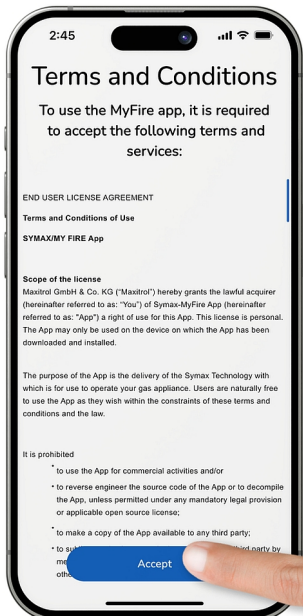 2:45
Terms and Conditions
To use the MyFire app, it is required
to accept the following terms and
services:
END USER LICENSE AGREEMENT
Terms and Conditions of Use
SYMAX/MY FIRE App
Scope of the license
Maxitrol GmbH & Co. KG ("Maxitrol") hereby grants the lawful acquirer
(hereinafter referred to as: "You") of Symax-MyFire App (hereinafter
referred to as: "App") a right of use for this App. This license is personal.
The App may only be used on the device on which the App has been
downloaded and installed.
The purpose of the App is the delivery of the Symax Technology with
which is for use to operate your gas appliance. Users are naturally free
to use the App as they wish within the constraints of these terms and
conditions and the law.
It is prohibited
• to use the App for commercial activities and/or
• to reverse engineer the source code of the App or to decompile
the App, unless permitted under any mandatory legal provision
or applicable open source license;
• to make a copy of the App available to any third party;
• to third party by
Accept